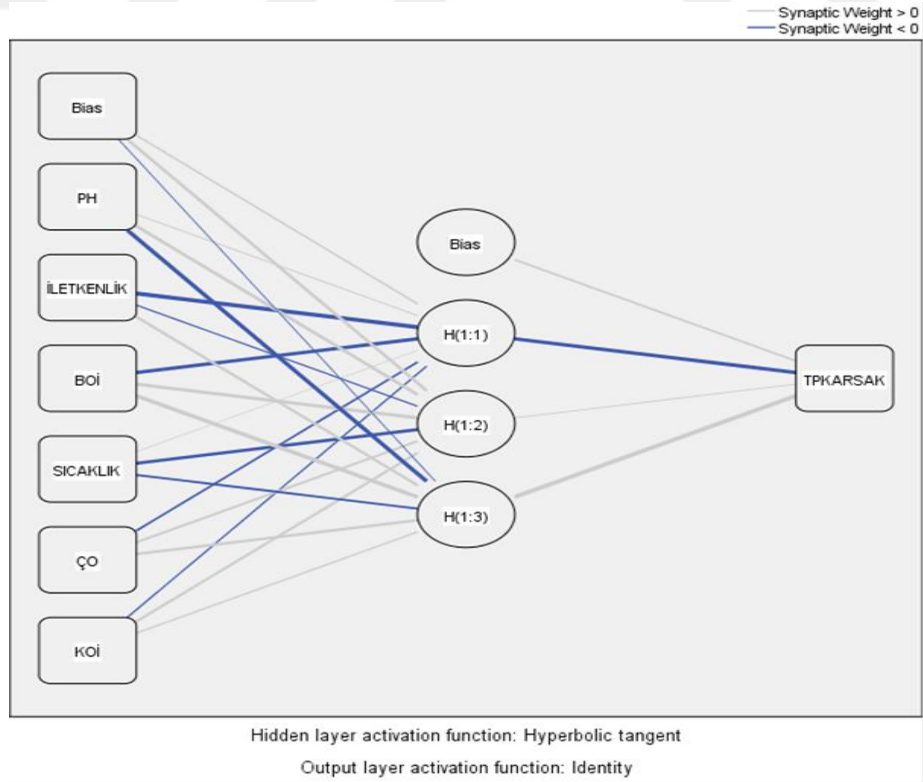 Synaptic Weight > 0
Synaptic Weight < 0
Bias
PH
İLETKENLİK
BOİ
SICAKLIK
ÇO
KOİ
Bias
H(1:1)
H(1:2)
H(1:3)
TPKARSAK
Hidden layer activation function: Hyperbolic tangent
Output layer activation function: Identity